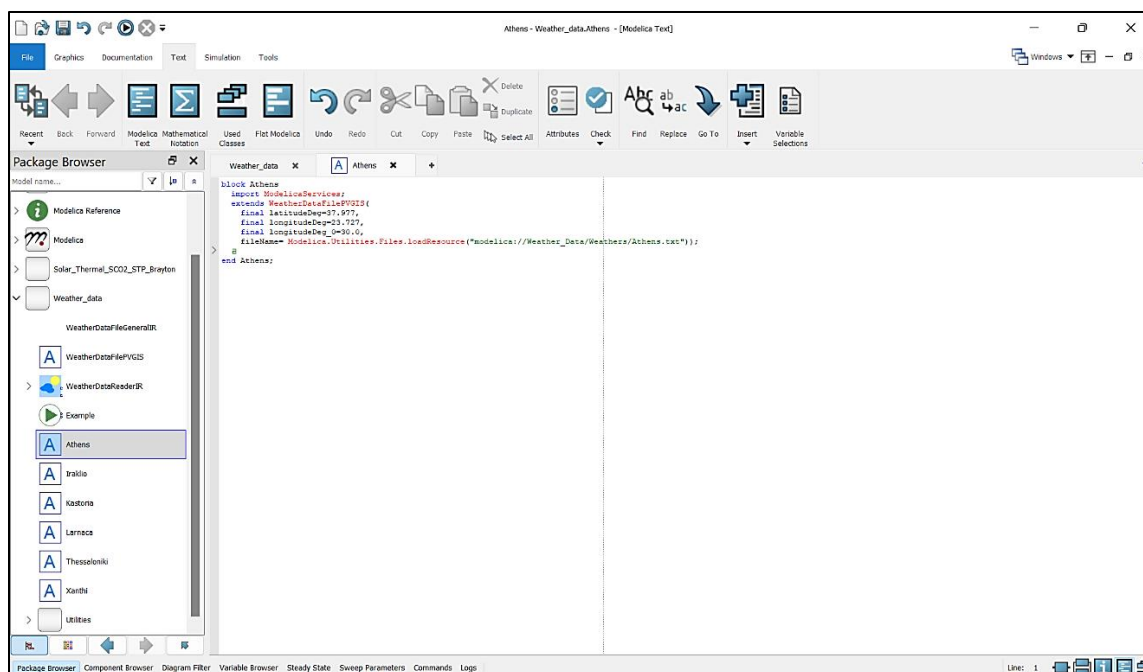 Athens - Weather_data.Athens - [Modelica Text]
File Graphics Documentation Text Simulation Tools
Windows
Recent Back Forward Modelica Text Mathematical Notation Used Classes Flat Modelica Undo Redo Cut Copy Paste Delete Duplicate Select All Attributes Check Find Replace Go To Insert Variable Selections
Package Browser
Model name...
Modelica Reference
Modelica
Solar_Thermal_SCO2_STP_Brayton
Weather_data
WeatherDataFileGeneralIR
WeatherDataFilePVGIS
WeatherDataReaderIR
Example
Athens
Iraklio
Kastoria
Larnaca
Thessaloniki
Xanthi
Utilities
Weather_data
A Athens
block Athens
import ModelicaServices;
extends WeatherDataFilePVGIS(
final latitudeDeg=37.977,
final longitudeDeg=23.727,
final longitudeDeg_0=30.0,
fileName= Modelica.Utilities.Files.loadResource("modelica://Weather_Data/Weathers/Athens.txt"));
end Athens;
Package Browser Component Browser Diagram Filter Variable Browser Steady State Sweep Parameters Commands Logs
Line: 1